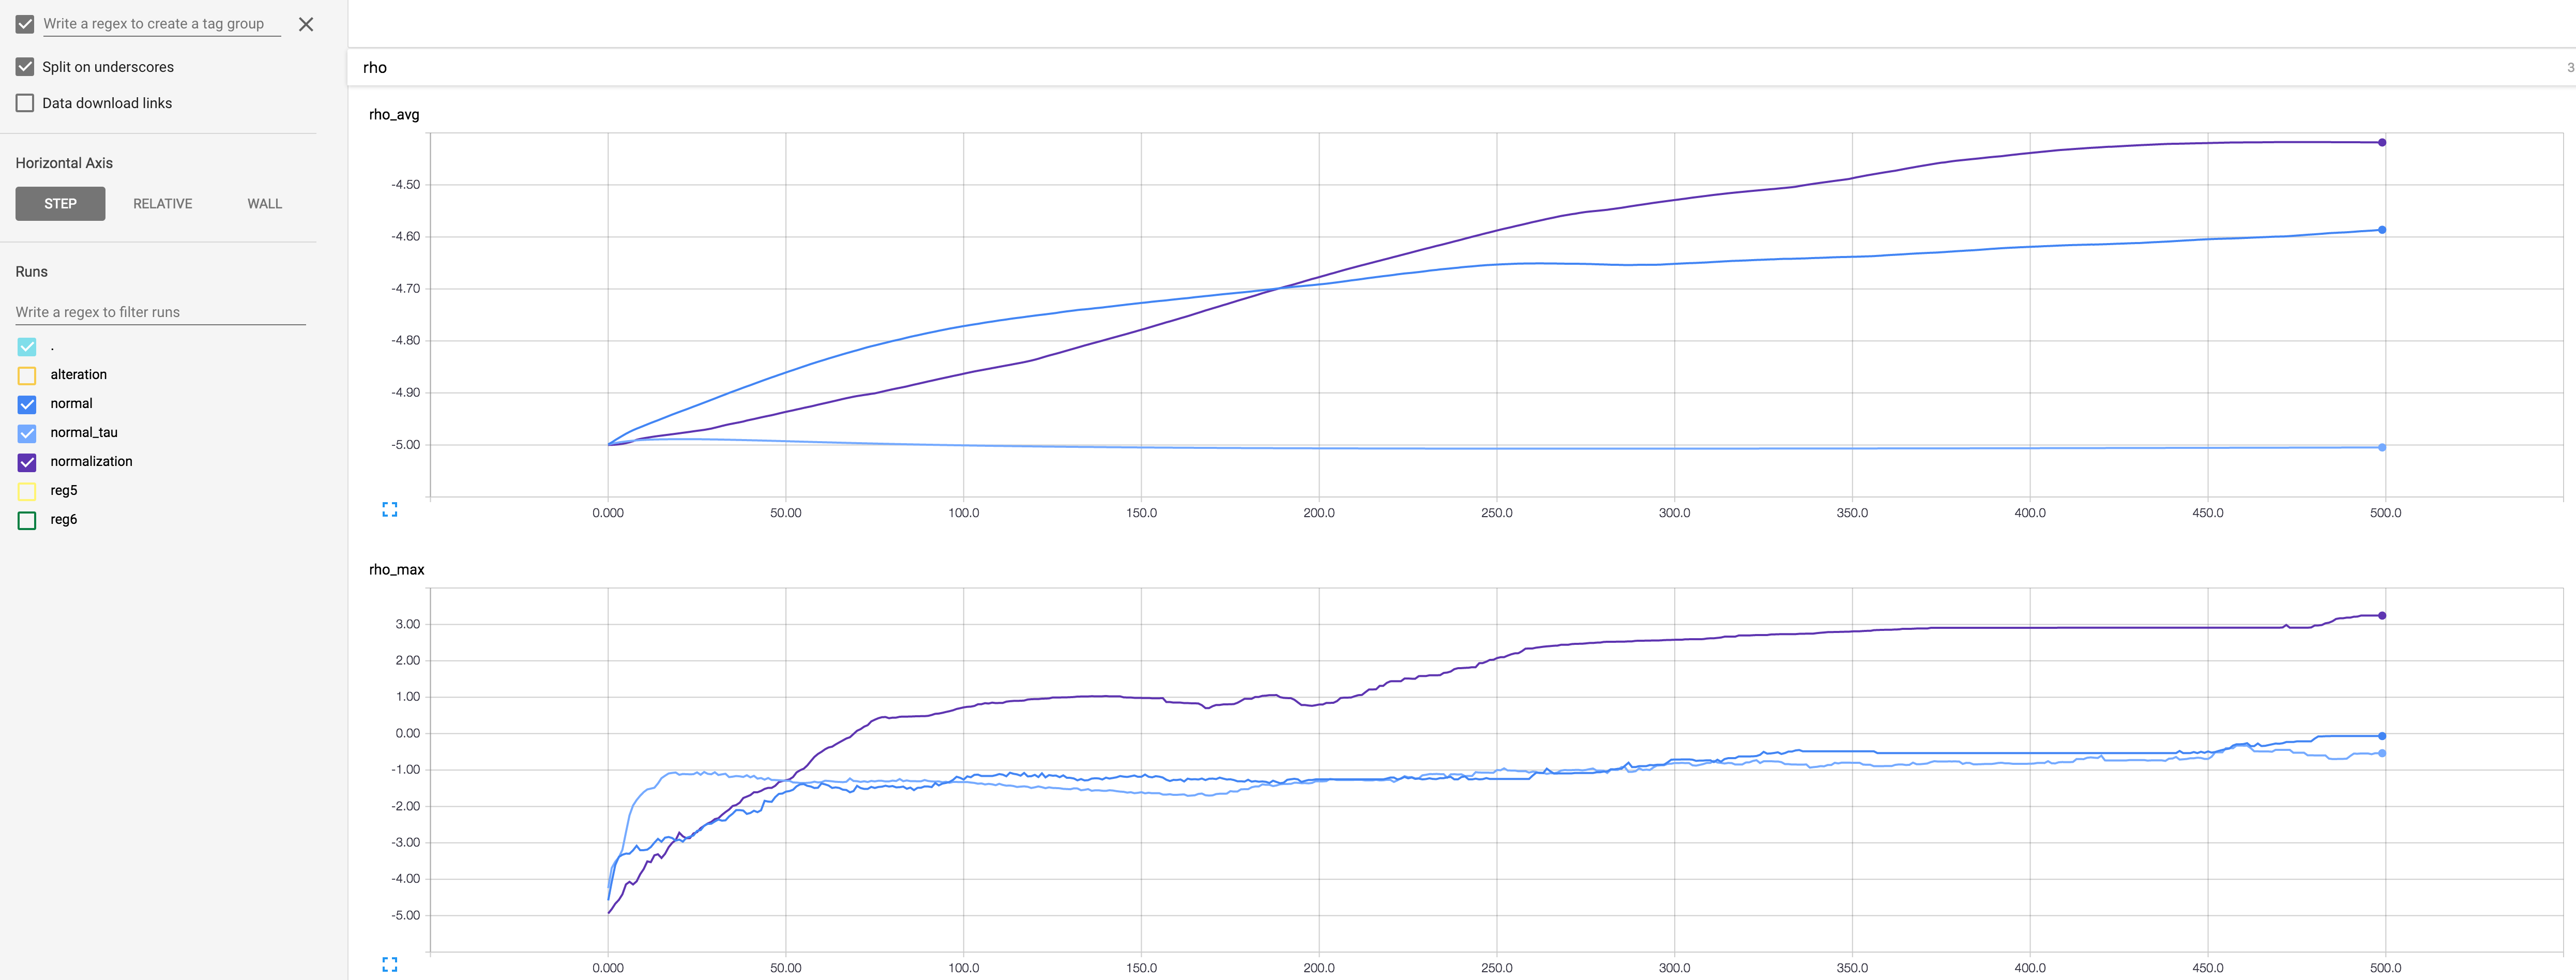 Write a regex to create a tag group
Split on underscores
Data download links
Horizontal Axis
STEP RELATIVE WALL
Runs
Write a regex to filter runs
.
alteration
normal
normal_tau
normalization
reg5
reg6
rho 3
rho_avg
-4.50
-4.60
-4.70
-4.80
-4.90
-5.00
0.000 50.00 100.0 150.0 200.0 250.0 300.0 350.0 400.0 450.0 500.0
rho_max
3.00
2.00
1.00
0.00
-1.00
-2.00
-3.00
-4.00
-5.00
0.000 50.00 100.0 150.0 200.0 250.0 300.0 350.0 400.0 450.0 500.0